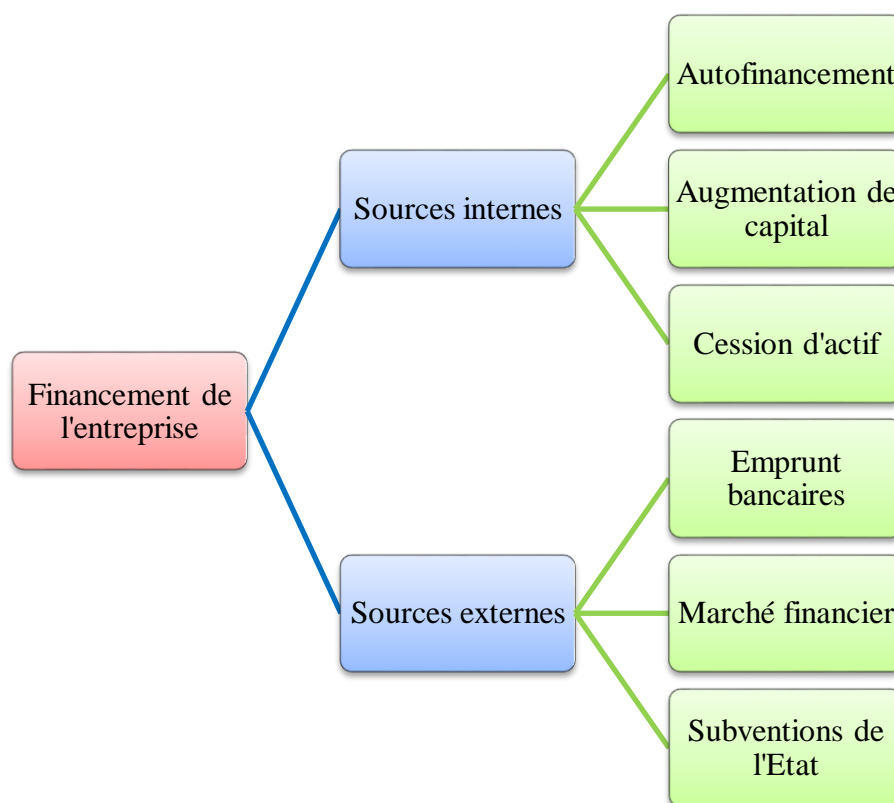 Financement de
l'entreprise
Sources internes
Autofinancement
Augmentation de
capital
Cession d'actif
Sources externes
Emprunt
bancaires
Marché financier
Subventions de
l'Etat